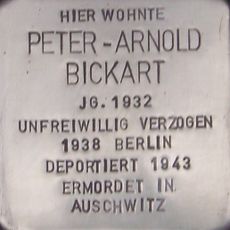 HIER WOHNTE
PETER-ARNOLD
BICKART
JG. 1932
UNFREIWILLIG VERZOGEN
1938 BERLIN
DEPORTIERT 1943
ERMORDET IN
AUSCHWITZ